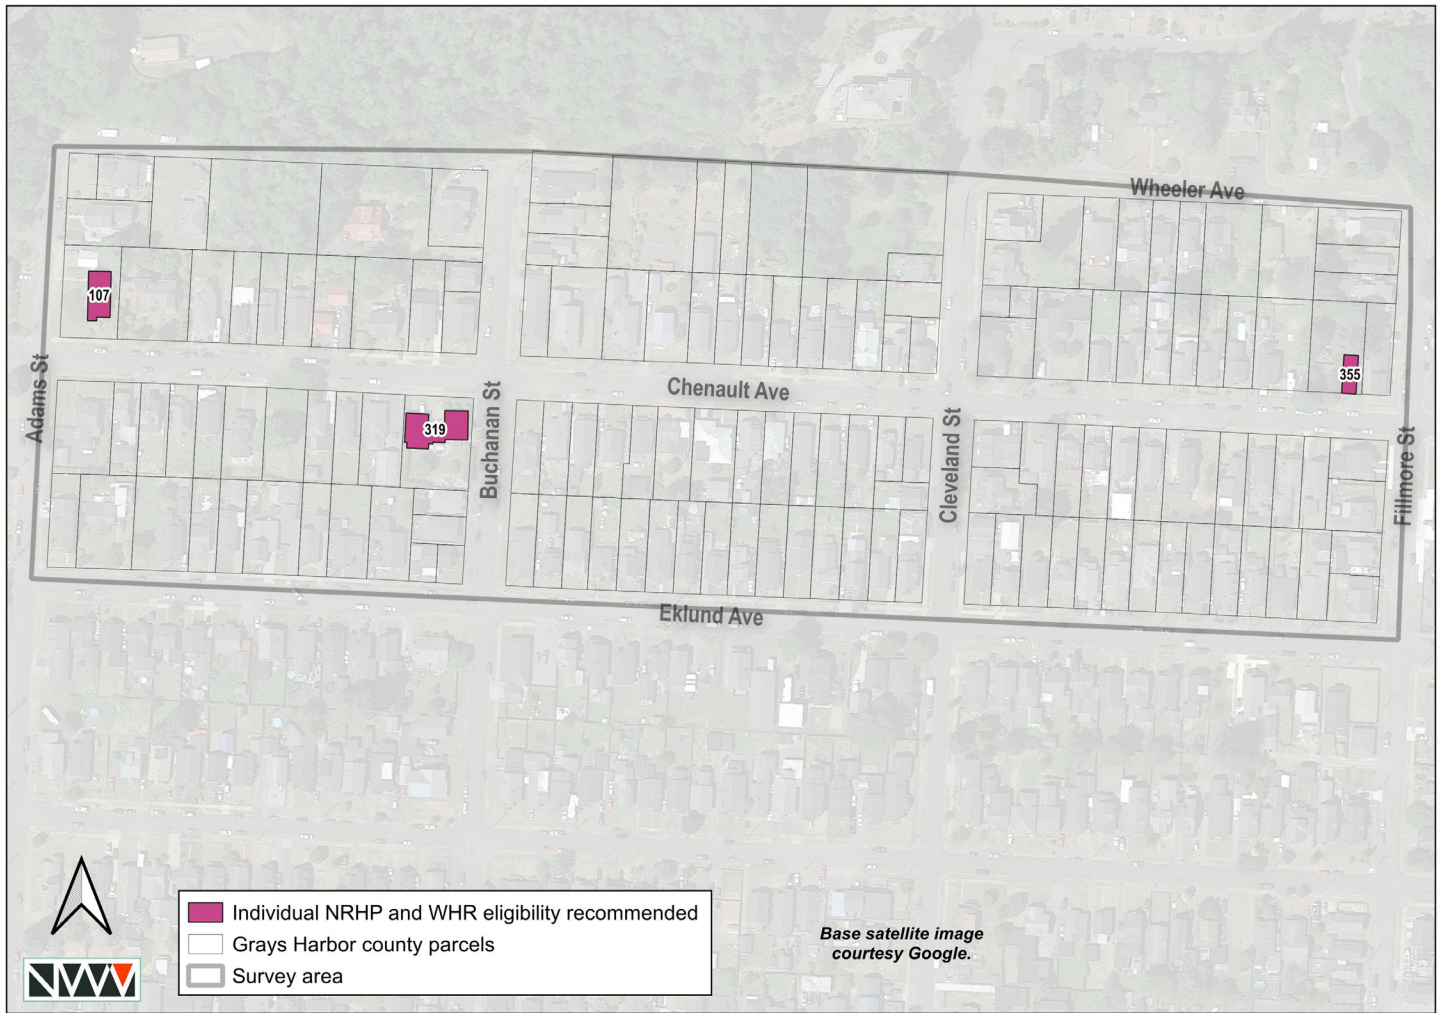 Wheeler Ave
107
355
Adams St
Chenault Ave
Buchanan St
319
Cleveland St
Fillmore St
Eklund Ave
Individual NRHP and WHR eligibility recommended
Grays Harbor county parcels
Survey area
Base satellite image
courtesy Google.
NWV